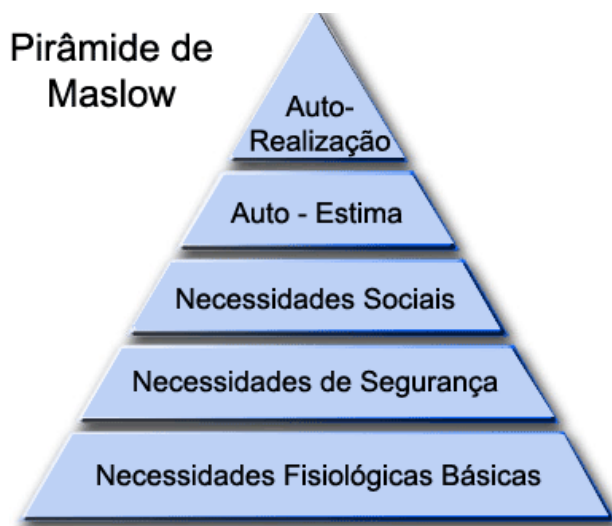 Pirâmide de
Maslow
Auto-
Realização
Auto - Estima
Necessidades Sociais
Necessidades de Segurança
Necessidades Fisiológicas Básicas